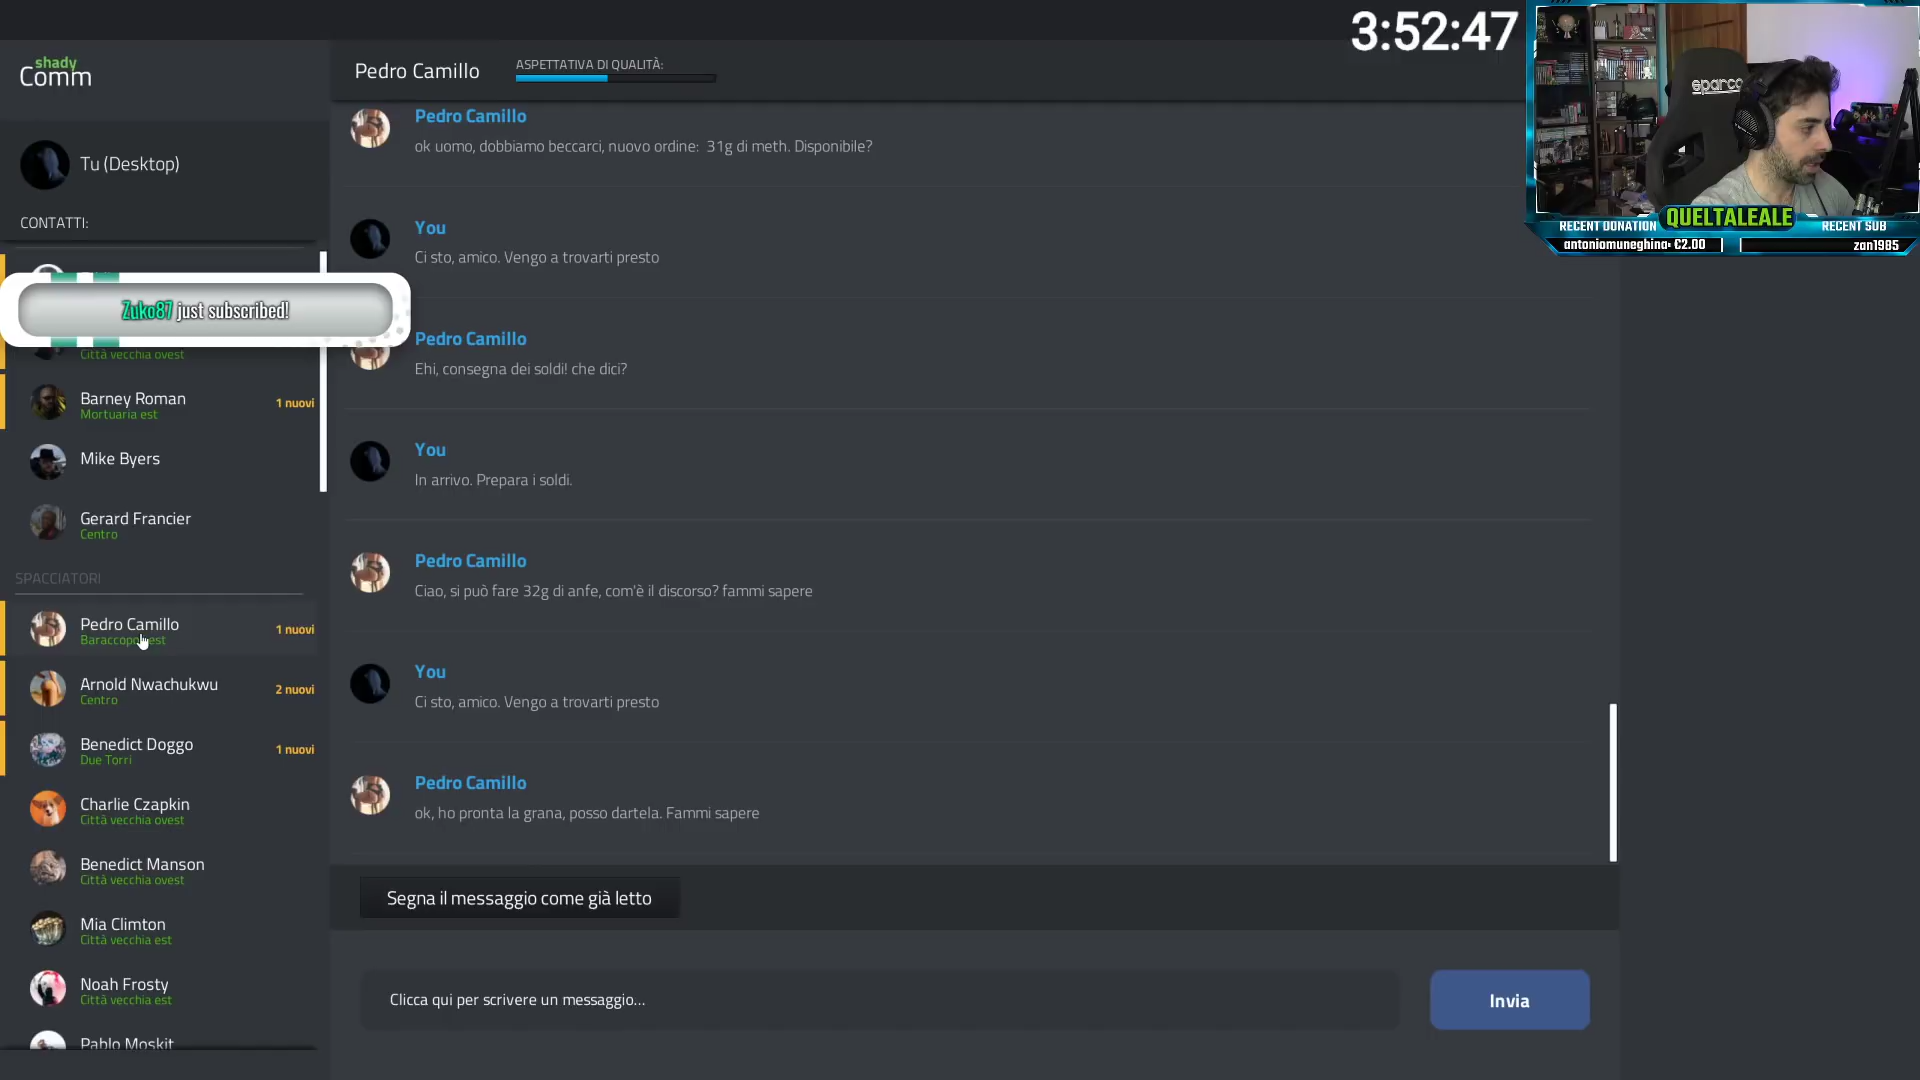 3:52:47
shady
Comm
Pedro Camillo
ASPETTATIVA DI QUALITÀ:
sparco
QUELTALEALE
RECENT DONATION
RECENT SUB
antoniomuneghina: €2.00
zan1985
Tu (Desktop)
CONTATTI:
Zuko87 just subscribed!
Città vecchia ovest
Barney Roman
1 nuovi
Mortuaria est
Mike Byers
Gerard Francier
Centro
SPACCIATORI
Pedro Camillo
1 nuovi
Arnold Nwachukwu
2 nuovi
Centro
Benedict Doggo
1 nuovi
Due Torri
Charlie Czapkin
Città vecchia ovest
Benedict Manson
Città vecchia ovest
Mia Climton
Città vecchia est
Noah Frosty
Città vecchia est
Pablo Moskit
Pedro Camillo
ok uomo, dobbiamo beccarci, nuovo ordine: 31g di meth. Disponibile?
You
Ci sto, amico. Vengo a trovarti presto
Pedro Camillo
Ehi, consegna dei soldi! che dici?
You
In arrivo. Prepara i soldi.
Pedro Camillo
Ciao, si può fare 32g di anfe, com'è il discorso? fammi sapere
You
Ci sto, amico. Vengo a trovarti presto
Pedro Camillo
ok, ho pronta la grana, posso dartela. Fammi sapere
Segna il messaggio come già letto
Clicca qui per scrivere un messaggio...
Invia